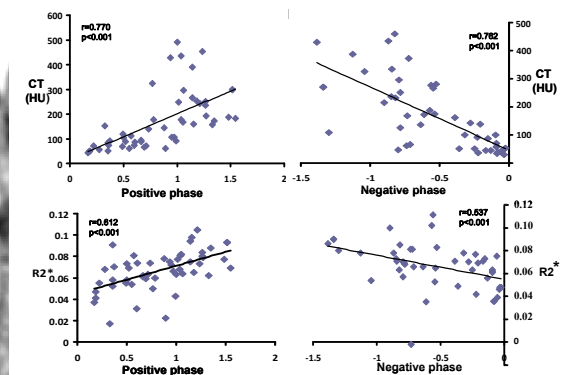 r=0.770
p<0.001
600
500
400
300
200
100
0
CT
(HU)
0
0.5
1
1.5
2
Positive phase
r=0.762
p<0.001
500
400
300
200
100
CT
(HU)
-1.5
-1
-0.5
0
Negative phase
r=0.612
p<0.001
0.12
0.1
0.08
0.06
0.04
0.02
0
R2*
0
0.5
1
1.5
2
Positive phase
r=0.537
p<0.001
0.12
0.10
0.08
0.06
0.04
0.02
0
R2*
-1.5
-1
-0.5
0
Negative phase